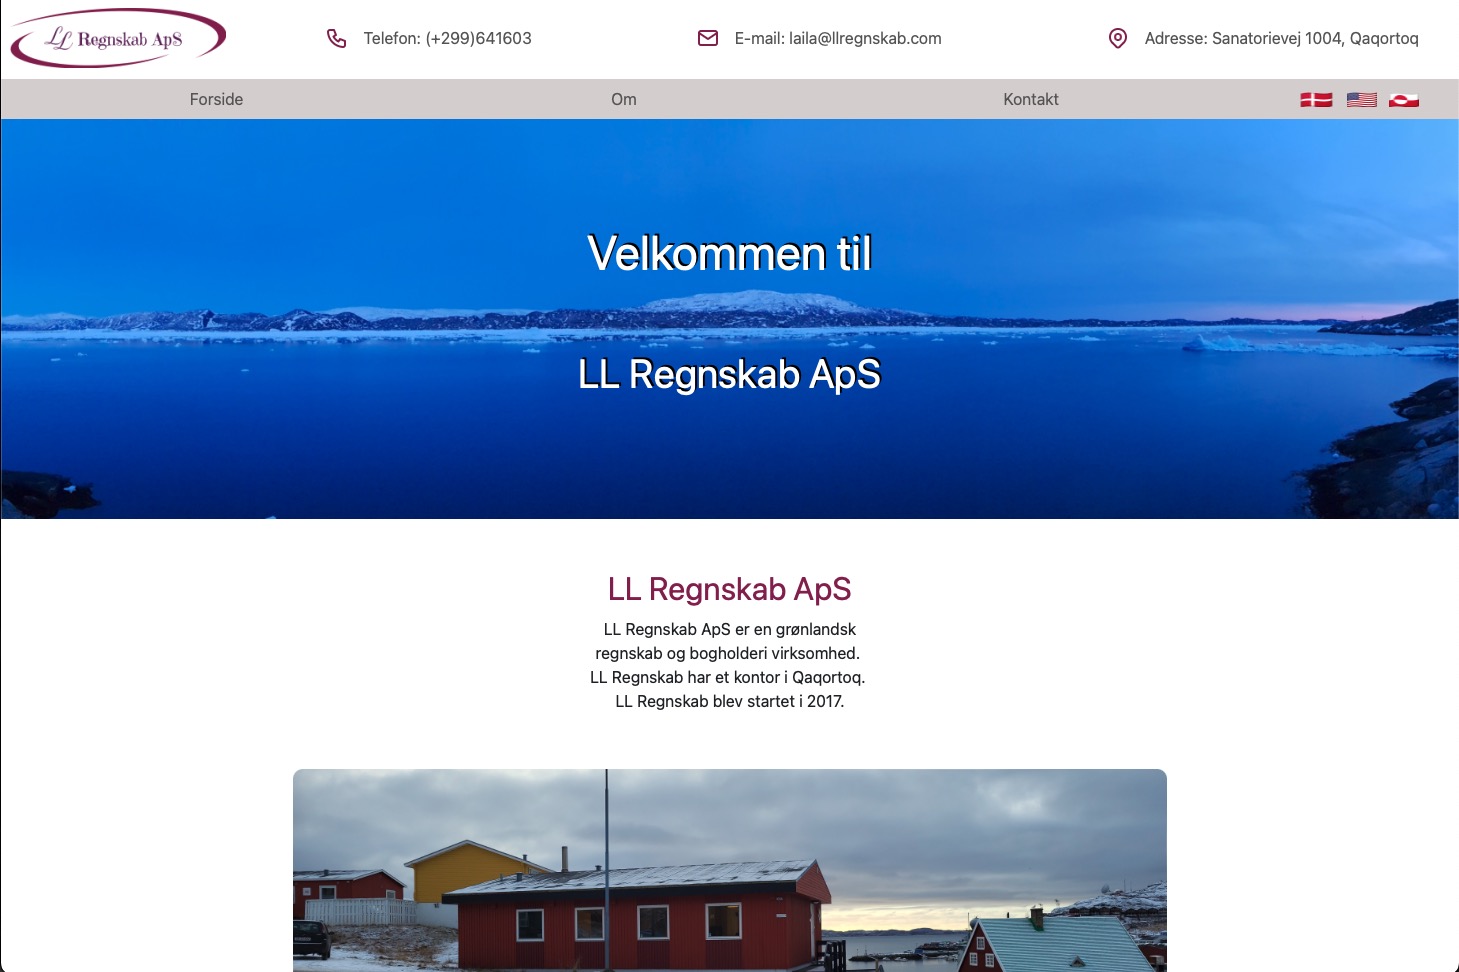 LL Regnskab ApS
Telefon: (+299)641603
E-mail: laila@llregnskab.com
Adresse: Sanatorievej 1004, Qaqortoq
Forside
Om
Kontakt
Velkommen til
LL Regnskab ApS
LL Regnskab ApS
LL Regnskab ApS er en grønlandsk
regnskab og bogholderi virksomhed.
LL Regnskab har et kontor i Qaqortoq.
LL Regnskab blev startet i 2017.